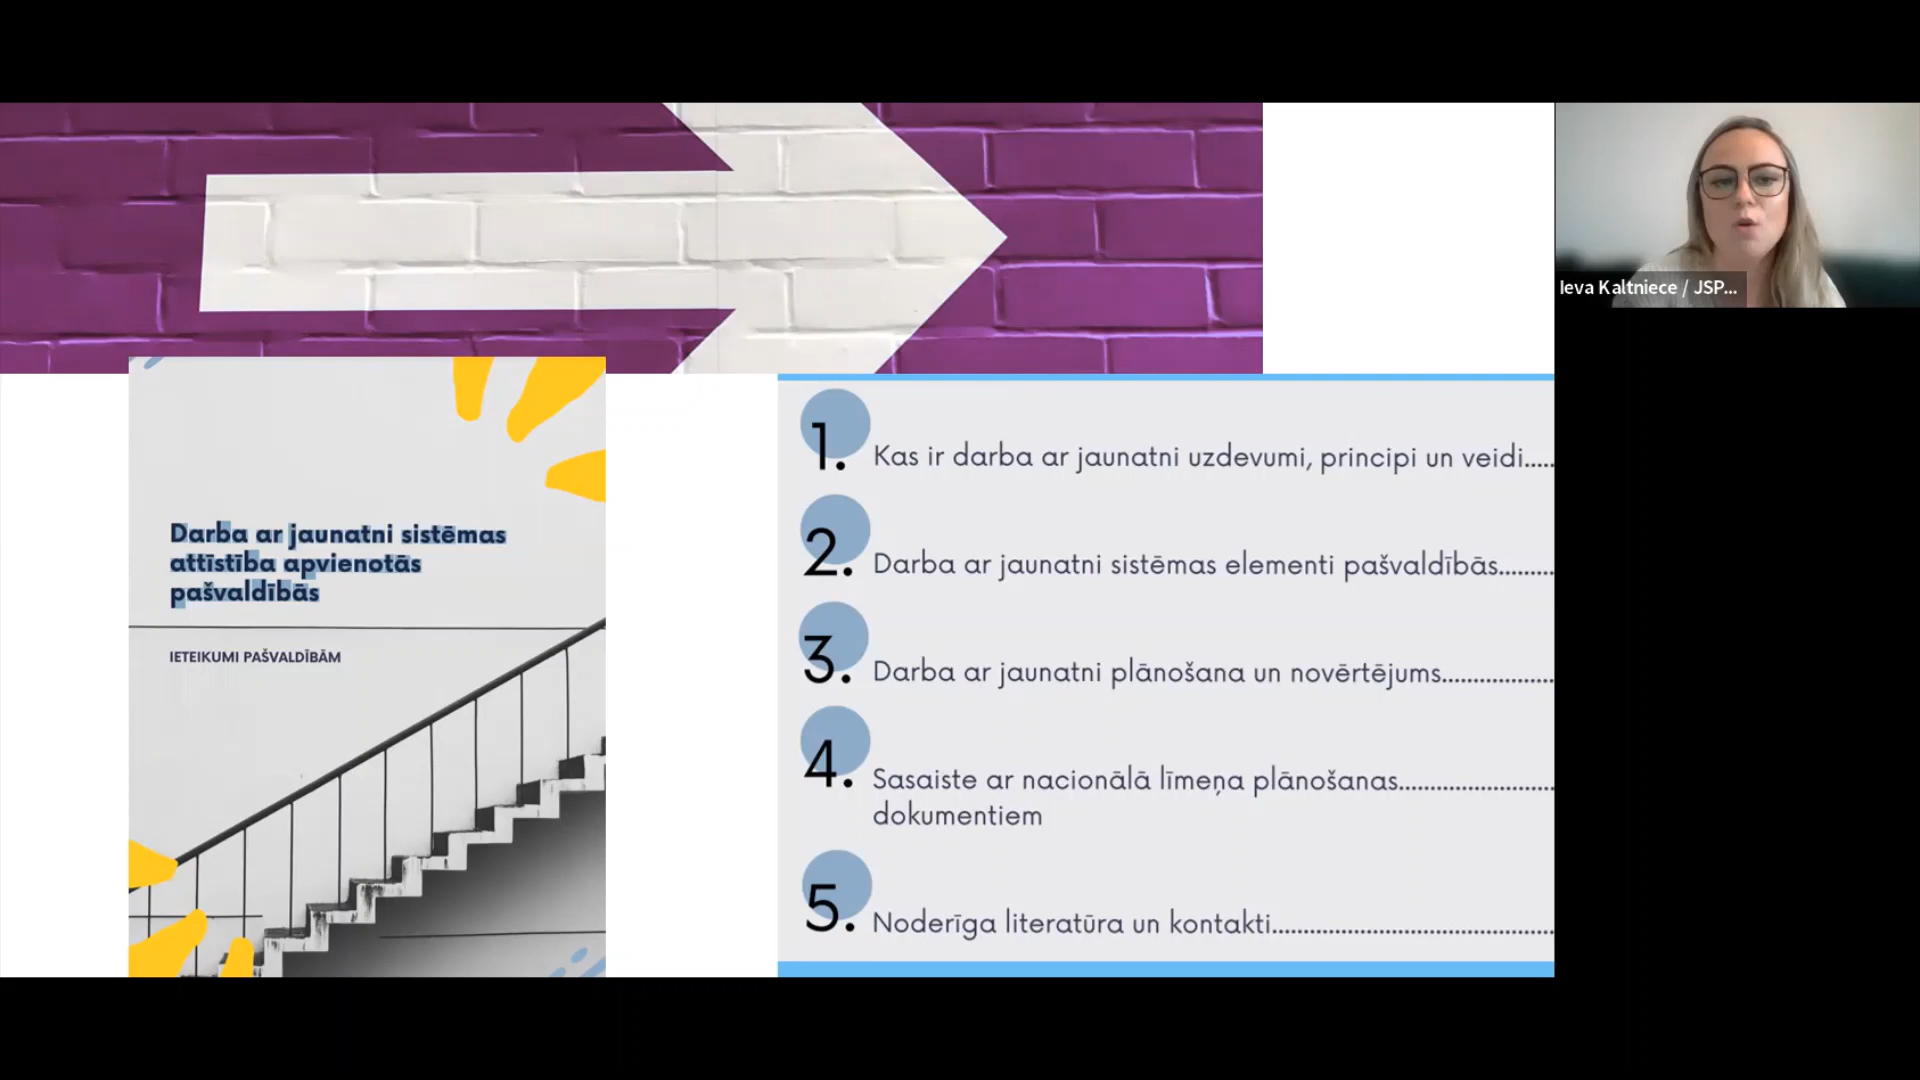 Ieva Kaltniece / JSP...
Darba ar jaunatni sistēmas
attīstība apvienotās
pašvaldībās
IETEIKUMI PAŠVALDĪBĀM
1. Kas ir darba ar jaunatni uzdevumi, principi un veidi.....
2. Darba ar jaunatni sistēmas elementi pašvaldībās.........
3. Darba ar jaunatni plānošana un novērtējums...................
4. Sasaiste ar nacionālā līmeņa plānošanas..........................
dokumentiem
5. Noderīga literatūra un kontakti...............................................